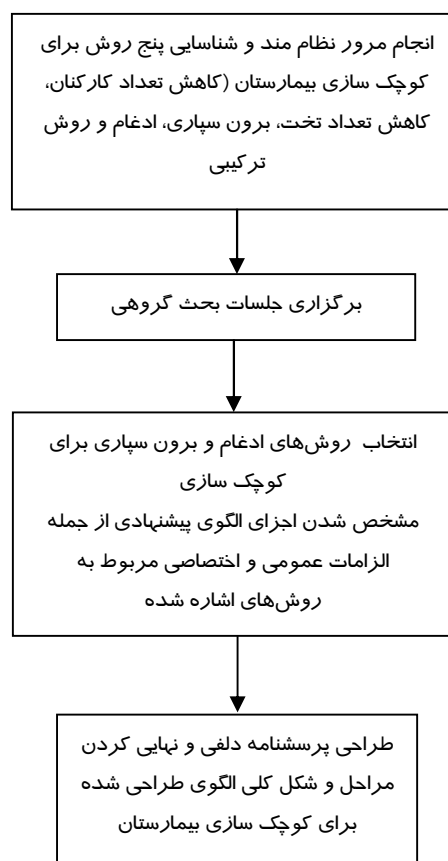 انجام مرور نظام مند و شناسایی پنج روش برای
کوچک سازی بیمارستان (کاهش تعداد کارکنان،
کاهش تعداد تخت، برون سپاری، ادغام و روش
ترکیبی
برگزاری جلسات بحث گروهی
انتخاب روش‌های ادغام و برون سپاری برای
کوچک سازی
مشخص شدن اجزای الگوی پیشنهادی از جمله
الزامات عمومی و اختصاصی مربوط به
روش‌های اشاره شده
طراحی پرسشنامه دلفی و نهایی کردن
مراحل و شکل کلی الگوی طراحی شده
برای کوچک سازی بیمارستان